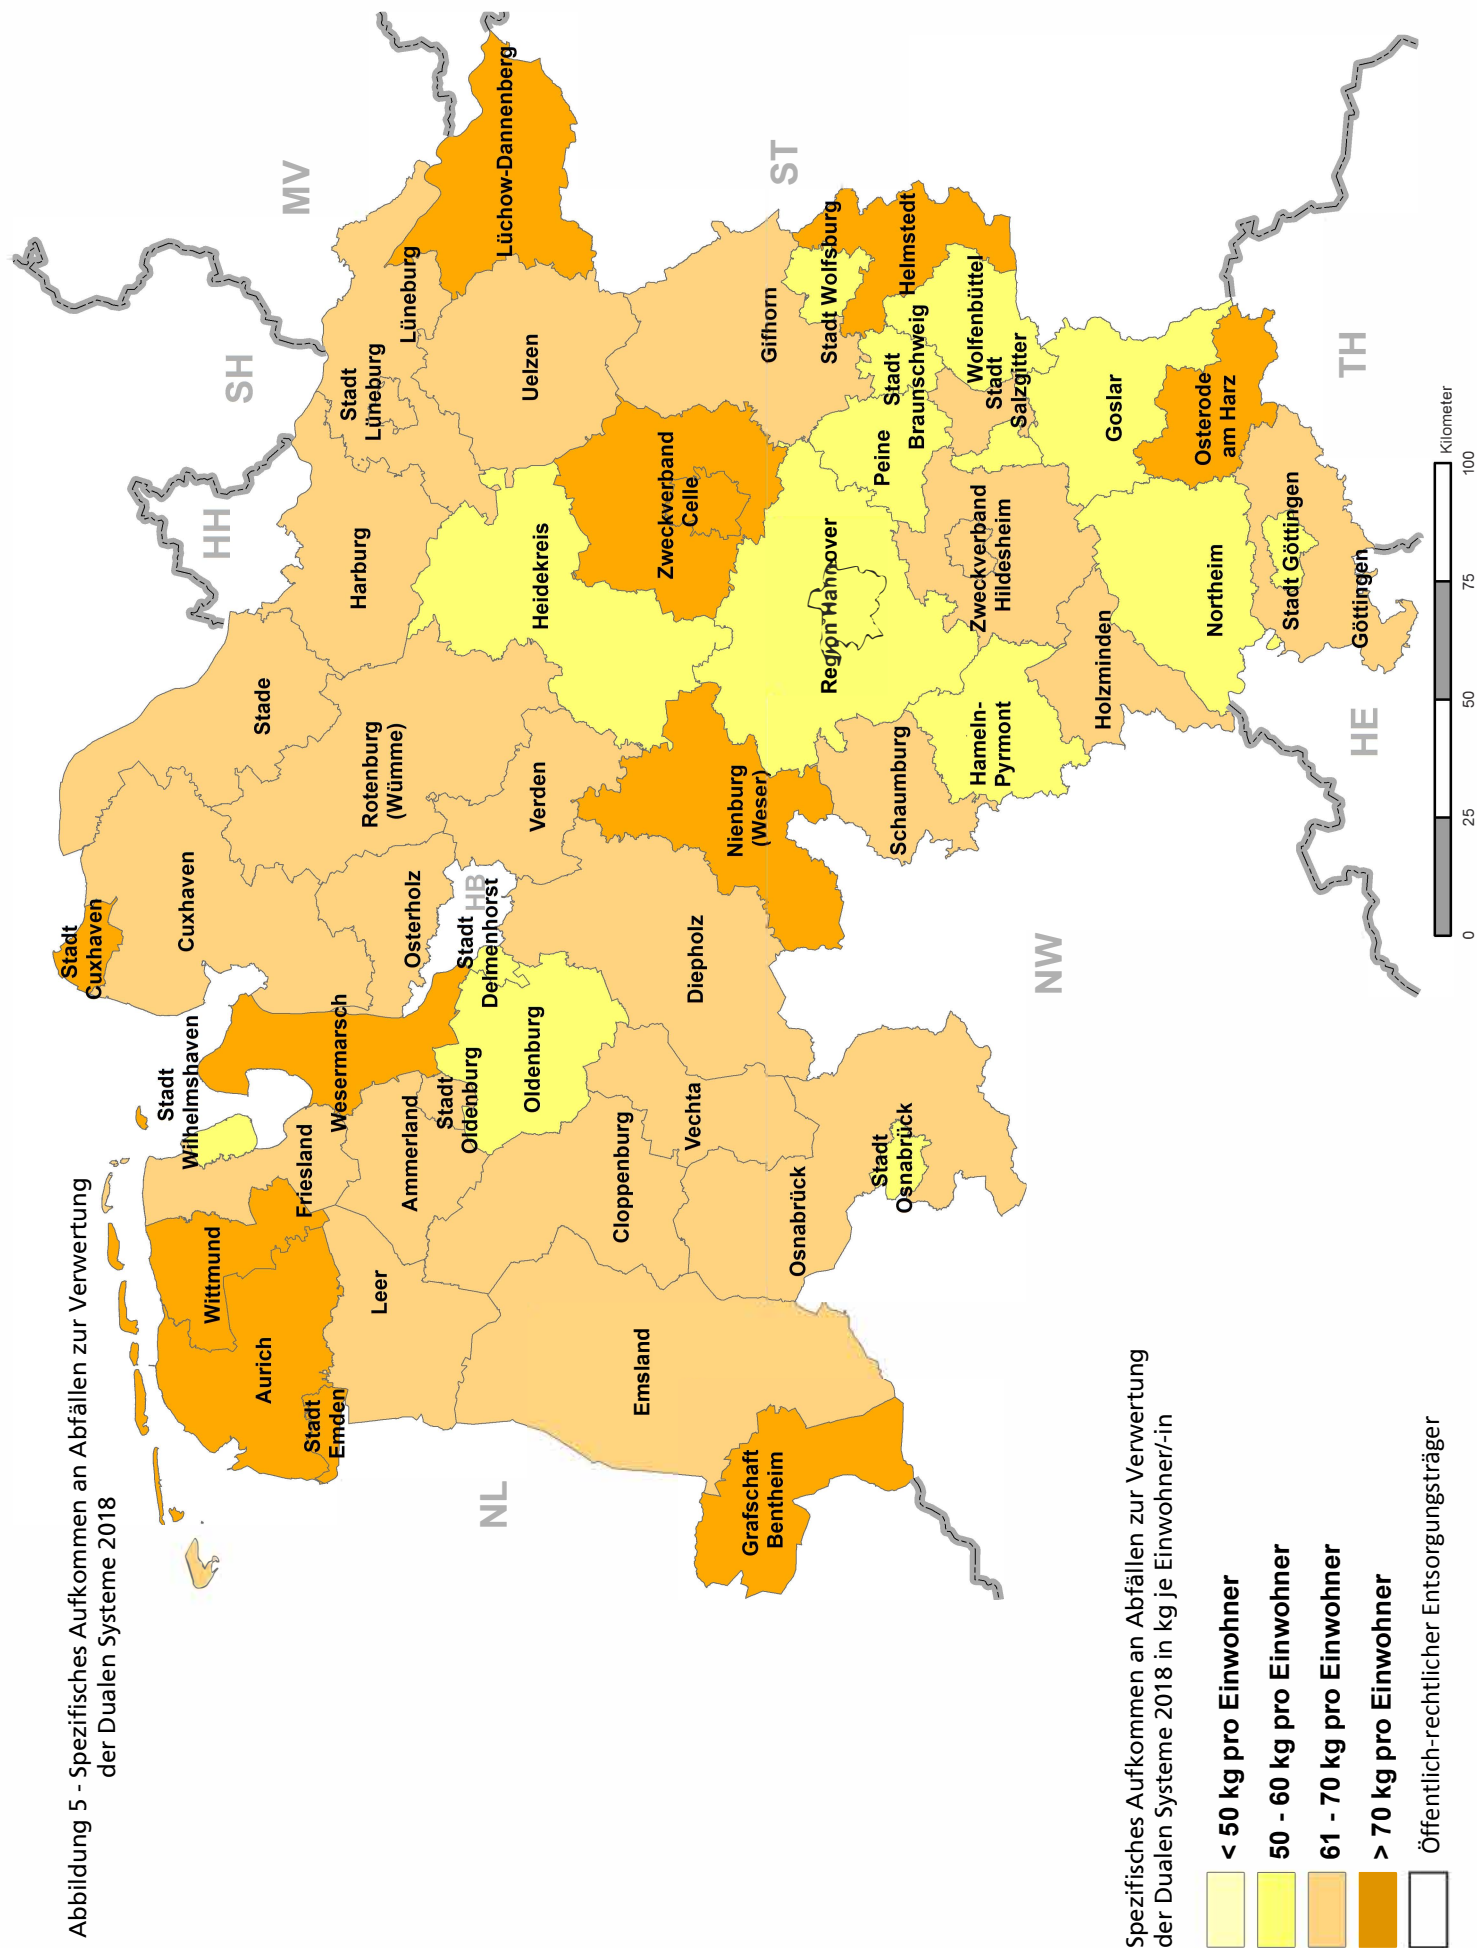 Abbildung 5 - Spezifisches Aufkommen an Abfällen zur Verwertung
der Dualen Systeme 2018
SH
MV
HH
HB
NL
NW
HE
TH
ST
Stadt
Cuxhaven
Cuxhaven
Stade
Stadt
Wilhelmshaven
Wittmund
Aurich
Friesland
Stadt
Emden
Wesermarsch
Leer
Ammerland
Stadt
Oldenburg
Oldenburg
Stadt
Delmenhorst
Osterholz
Rotenburg
(Wümme)
Harburg
Stadt
Lüneburg
Lüneburg
Lüchow-Dannenberg
Uelzen
Heidekreis
Verden
Diepholz
Cloppenburg
Vechta
Emsland
Grafschaft
Bentheim
Osnabrück
Stadt
Osnabrück
Nienburg
(Weser)
Zweckverband
Celle
Gifhorn
Region Hannover
Stadt Wolfsburg
Helmstedt
Stadt
Braunschweig
Peine
Wolfenbüttel
Stadt
Salzgitter
Schaumburg
Hameln-
Pyrmont
Zweckverband
Hildesheim
Holzminden
Goslar
Osterode
am Harz
Northeim
Stadt Göttingen
Göttingen
Spezifisches Aufkommen an Abfällen zur Verwertung
der Dualen Systeme 2018 in kg je Einwohner/-in
< 50 kg pro Einwohner
50 - 60 kg pro Einwohner
61 - 70 kg pro Einwohner
> 70 kg pro Einwohner
Öffentlich-rechtlicher Entsorgungsträger
Kilometer
0 25 50 75 100